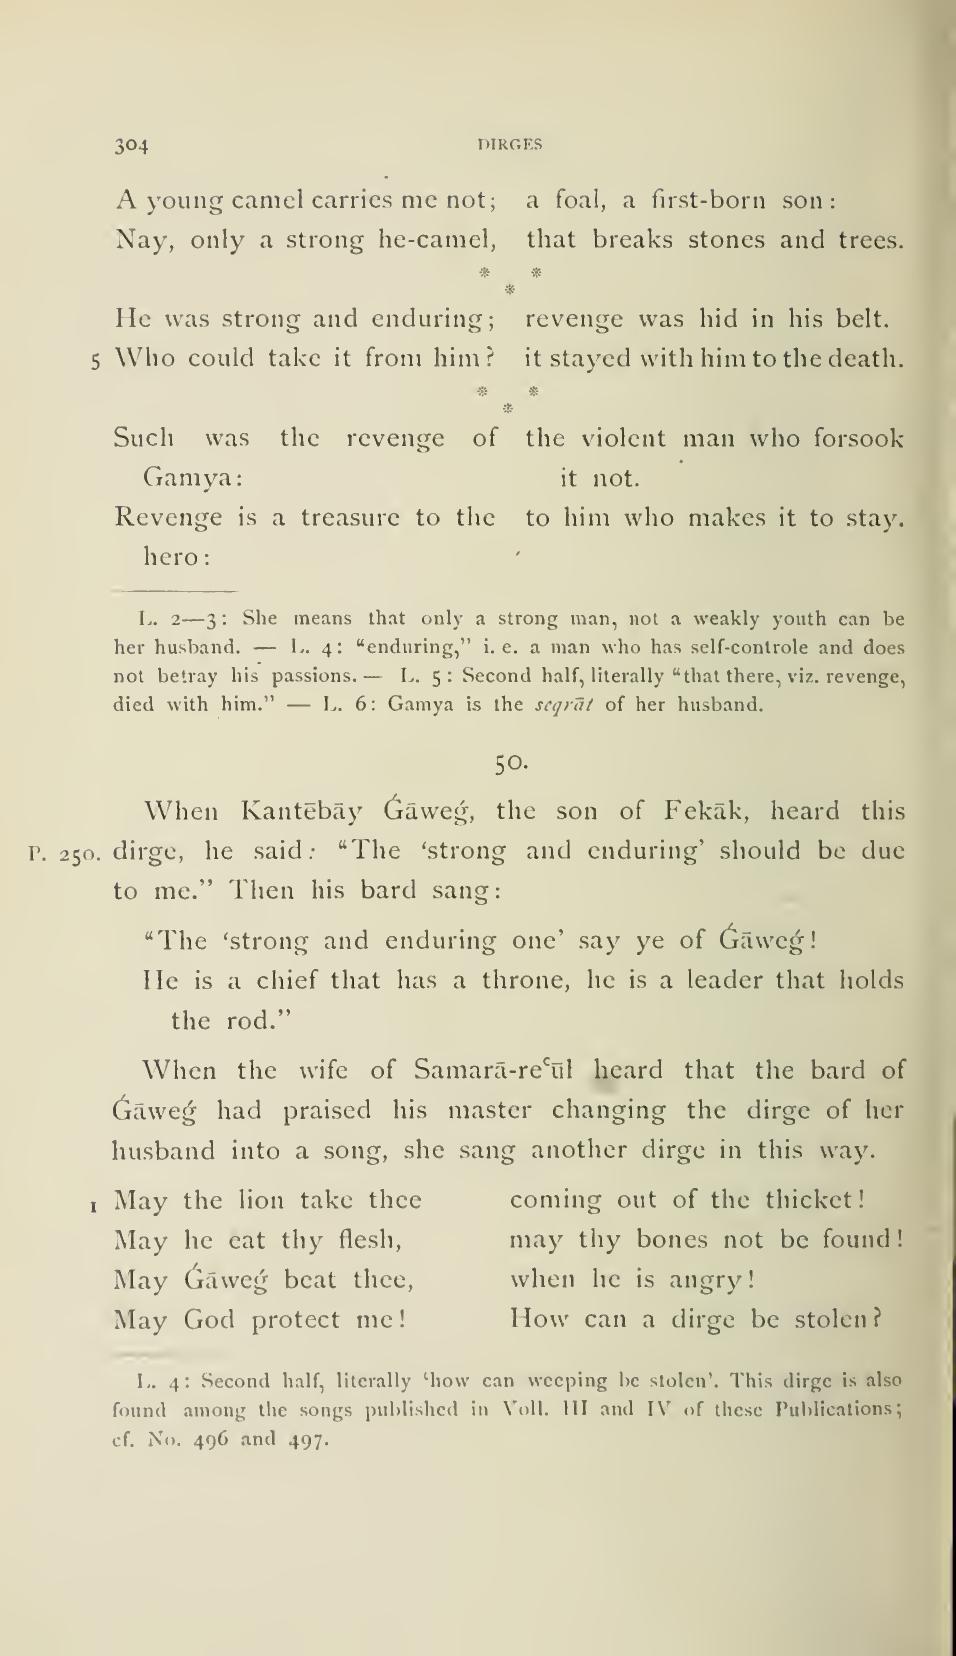 304 DIRGES
A young camel carries me not; a foal, a first-born son:
Nay, only a strong he-camel, that breaks stones and trees.
* *
*
He was strong and enduring; revenge was hid in his belt.
5 Who could take it from him? it stayed with him to the death.
* *
*
Such was the revenge of the violent man who forsook
Gamya: it not.
Revenge is a treasure to the to him who makes it to stay.
hero:
L. 2—3: She means that only a strong man, not a weakly youth can be
her husband. — L. 4: “enduring,” i. e. a man who has self-controle and does
not betray his passions. — L. 5: Second half, literally “that there, viz. revenge,
died with him.” — L. 6: Gamya is the seqrāt of her husband.
50.
When Kantēbāy Ǵāweǵ, the son of Fekāk, heard this
P. 250. dirge, he said: “The ‘strong and enduring’ should be due
to me.” Then his bard sang:
“The ‘strong and enduring one’ say ye of Ǵāweǵ!
He is a chief that has a throne, he is a leader that holds
the rod.”
When the wife of Samarā-reʿūl heard that the bard of
Ǵāweǵ had praised his master changing the dirge of her
husband into a song, she sang another dirge in this way.
1 May the lion take thee coming out of the thicket!
May he eat thy flesh, may thy bones not be found!
May Ǵāweǵ beat thee, when he is angry!
May God protect me! How can a dirge be stolen?
L. 4: Second half, literally ‘how can weeping be stolen’. This dirge is also
found among the songs published in Voll. III and IV of these Publications;
cf. No. 496 and 497.